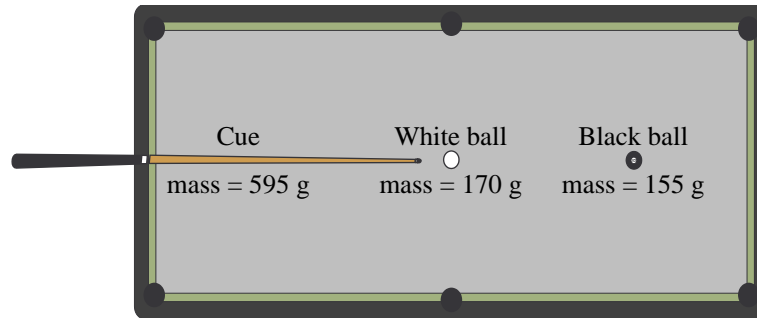 Cue White ball Black ball
mass = 595 g mass = 170 g mass = 155 g